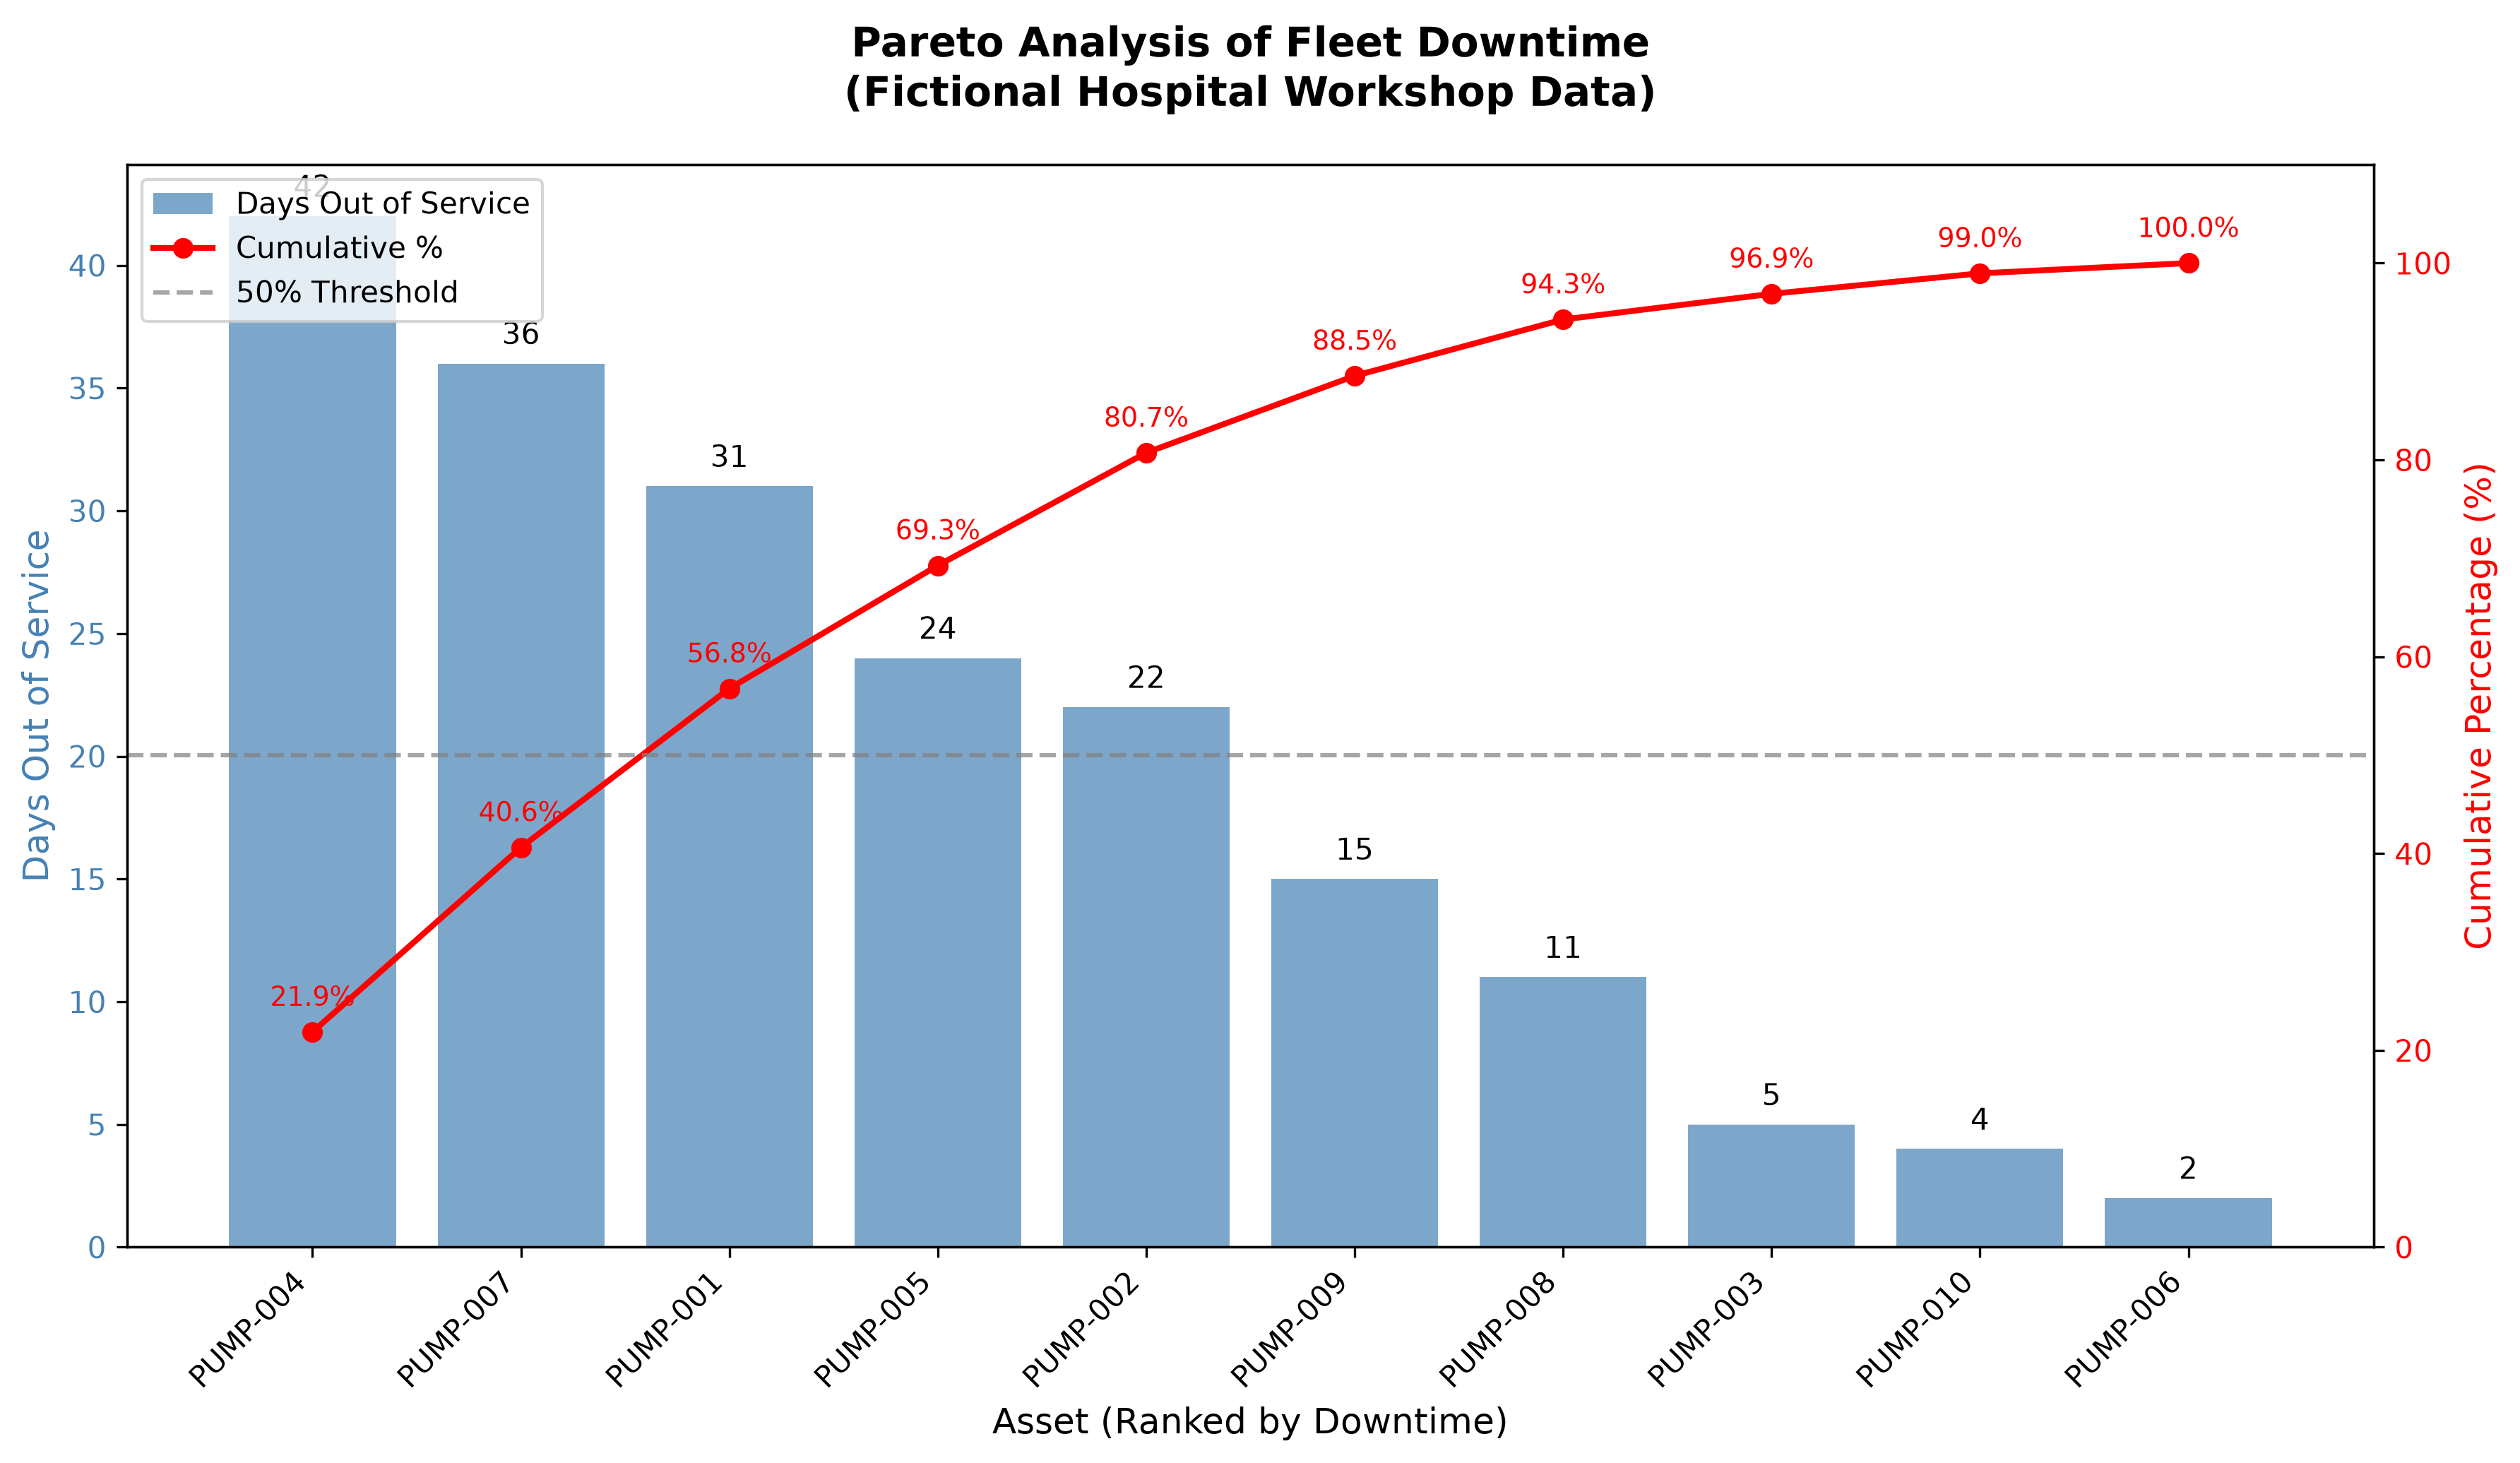 Pareto Analysis of Fleet Downtime
(Fictional Hospital Workshop Data)
Days Out of Service
Cumulative %
50% Threshold
42
36
31
24
22
15
11
5
4
2
21.9%
40.6%
56.8%
69.3%
80.7%
88.5%
94.3%
96.9%
99.0%
100.0%
Days Out of Service
40
35
30
25
20
15
10
5
0
100
80
60
40
20
0
Cumulative Percentage (%)
PUMP-004
PUMP-007
PUMP-001
PUMP-005
PUMP-002
PUMP-009
PUMP-008
PUMP-003
PUMP-010
PUMP-006
Asset (Ranked by Downtime)